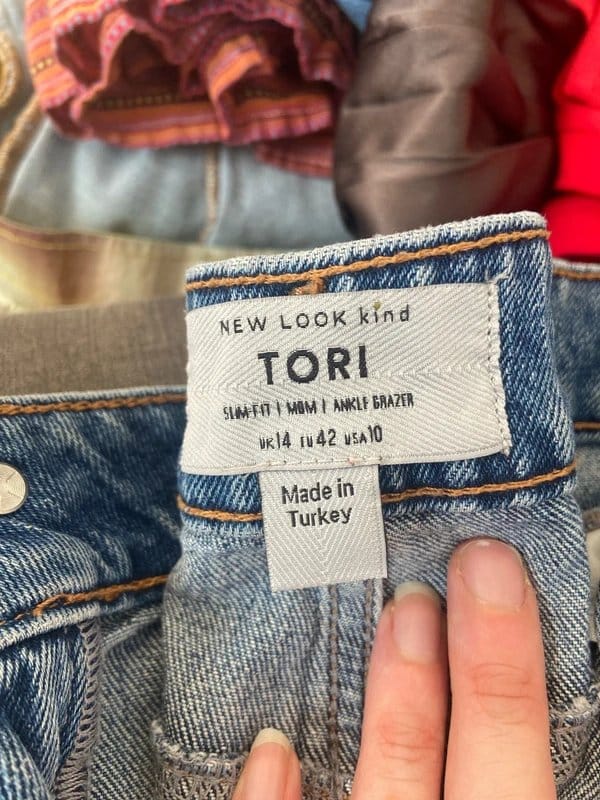 NEW LOOK kind
TORI
SLIM-FIT | MOM | ANKLE GRAZER
UK14 EU42 USA10
Made in
Turkey